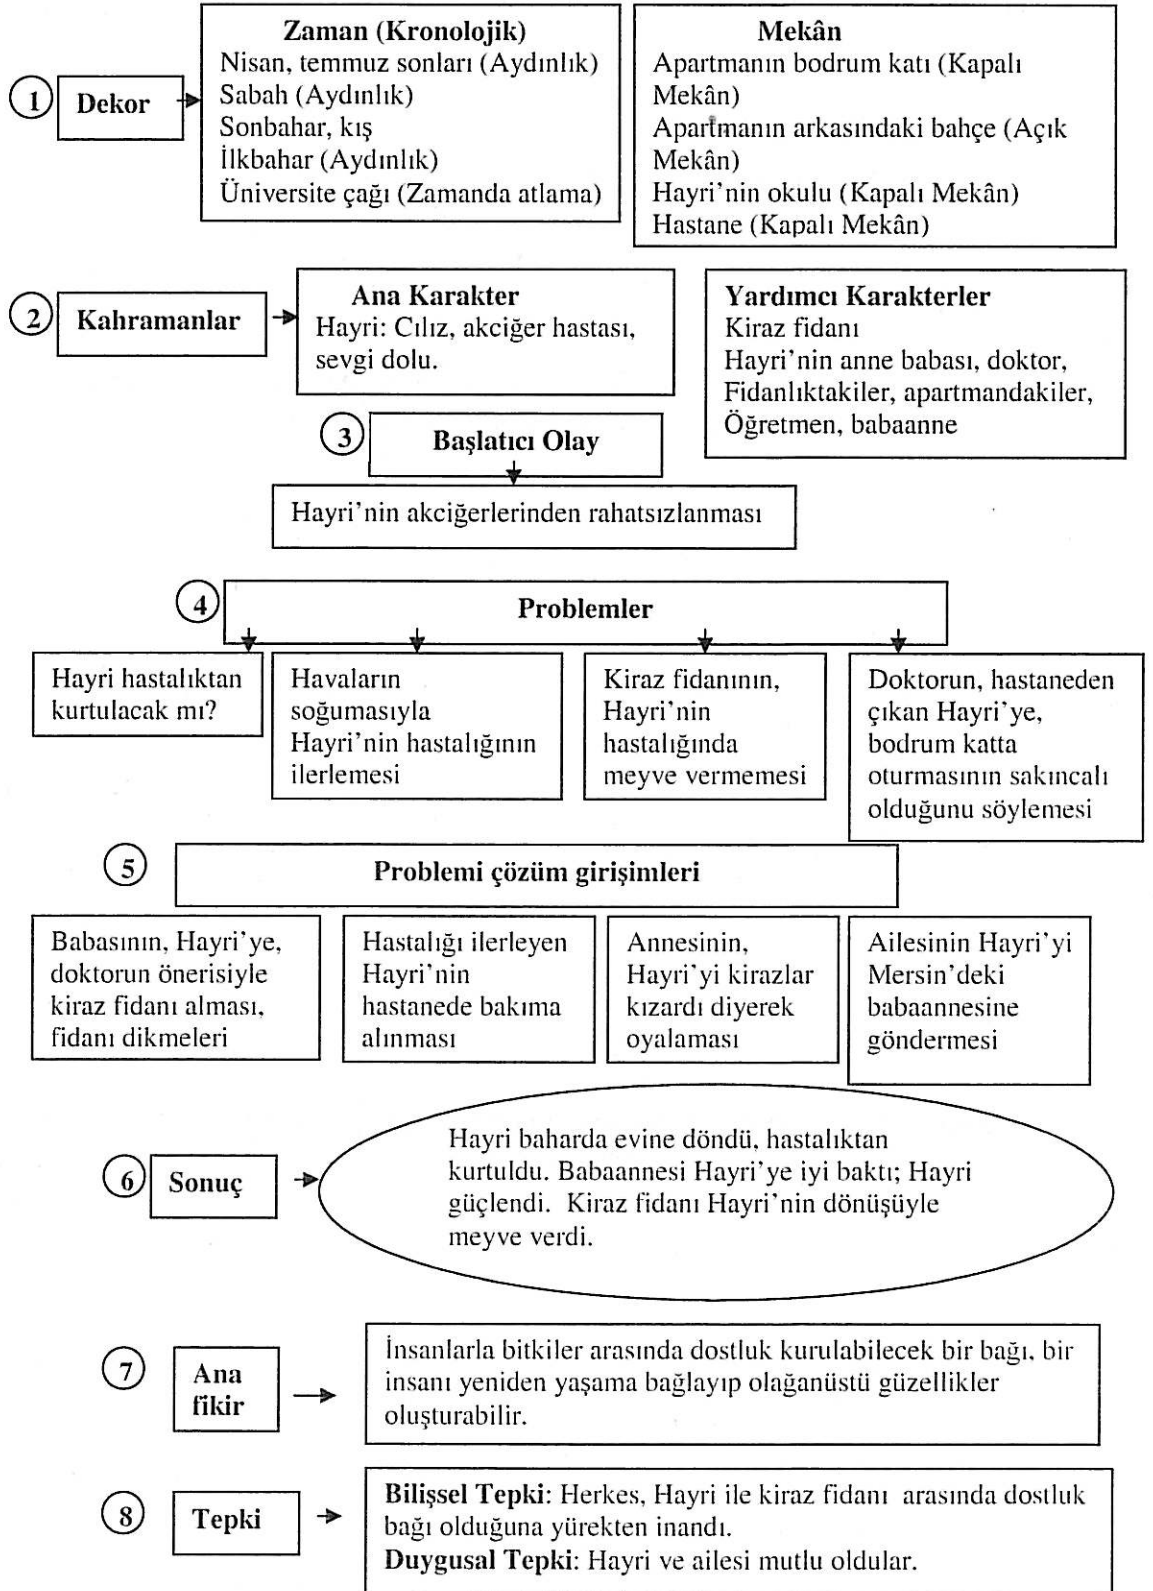 Zaman (Kronolojik)
Nisan, temmuz sonları (Aydınlık)
Sabah (Aydınlık)
Sonbahar, kış
İlkbahar (Aydınlık)
Üniversite çağı (Zamanda atlama)
Mekân
Apartmanın bodrum katı (Kapalı
Mekân)
Apartmanın arkasındaki bahçe (Açık
Mekân)
Hayri’nin okulu (Kapalı Mekân)
Hastane (Kapalı Mekân)
1 Dekor
2 Kahramanlar
Ana Karakter
Hayri: Cılız, akciğer hastası,
sevgi dolu.
Yardımcı Karakterler
Kiraz fidanı
Hayri’nin anne babası, doktor,
Fidanlıktakiler, apartmandakiler,
Öğretmen, babaanne
3 Başlatıcı Olay
Hayri’nin akciğerlerinden rahatsızlanması
4 Problemler
Hayri hastalıktan
kurtulacak mı?
Havaların
soğumasıyla
Hayri’nin hastalığının
ilerlemesi
Kiraz fidanının,
Hayri’nin
hastalığında
meyve vermemesi
Doktorun, hastaneden
çıkan Hayri’ye,
bodrum katta
oturmasının sakıncalı
olduğunu söylemesi
5 Problemi çözüm girişimleri
Babasının, Hayri’ye,
doktorun önerisiyle
kiraz fidanı alması,
fidanı dikmeleri
Hastalığı ilerleyen
Hayri’nin
hastanede bakıma
alınması
Annesinin,
Hayri’yi kirazlar
kızardı diyerek
oyalaması
Ailesinin Hayri’yi
Mersin’deki
babaannesine
göndermesi
6 Sonuç
Hayri baharda evine döndü, hastalıktan
kurtuldu. Babaannesi Hayri’ye iyi baktı; Hayri
güçlendi. Kiraz fidanı Hayri’nin dönüşüyle
meyve verdi.
7 Ana
fikir
İnsanlarla bitkiler arasında dostluk kurulabilecek bir bağı, bir
insanı yeniden yaşama bağlayıp olağanüstü güzellikler
oluşturabilir.
8 Tepki
Bilişsel Tepki: Herkes, Hayri ile kiraz fidanı arasında dostluk
bağı olduğuna yürekten inandı.
Duygusal Tepki: Hayri ve ailesi mutlu oldular.